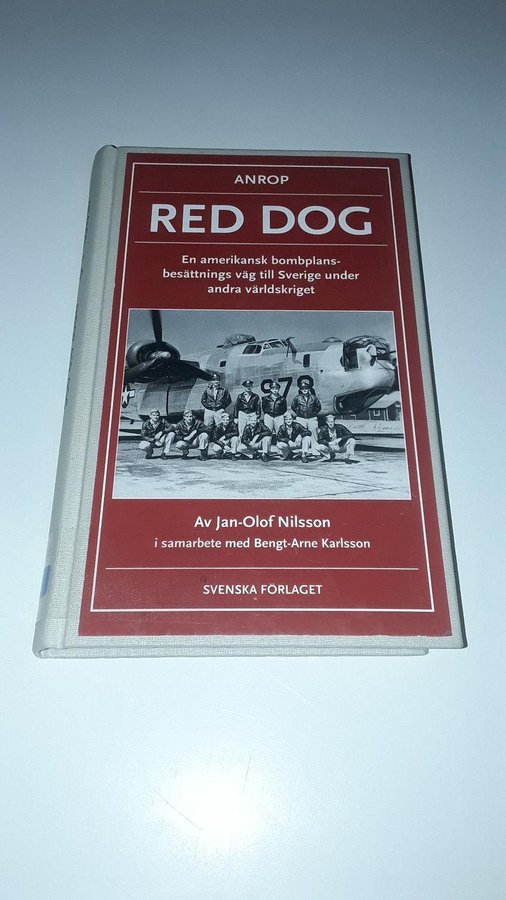 ANROP
RED DOG
En amerikansk bombplans-
besättnings väg till Sverige under
andra världskriget
978
Av Jan-Olof Nilsson
i samarbete med Bengt-Arne Karlsson
SVENSKA FÖRLAGET